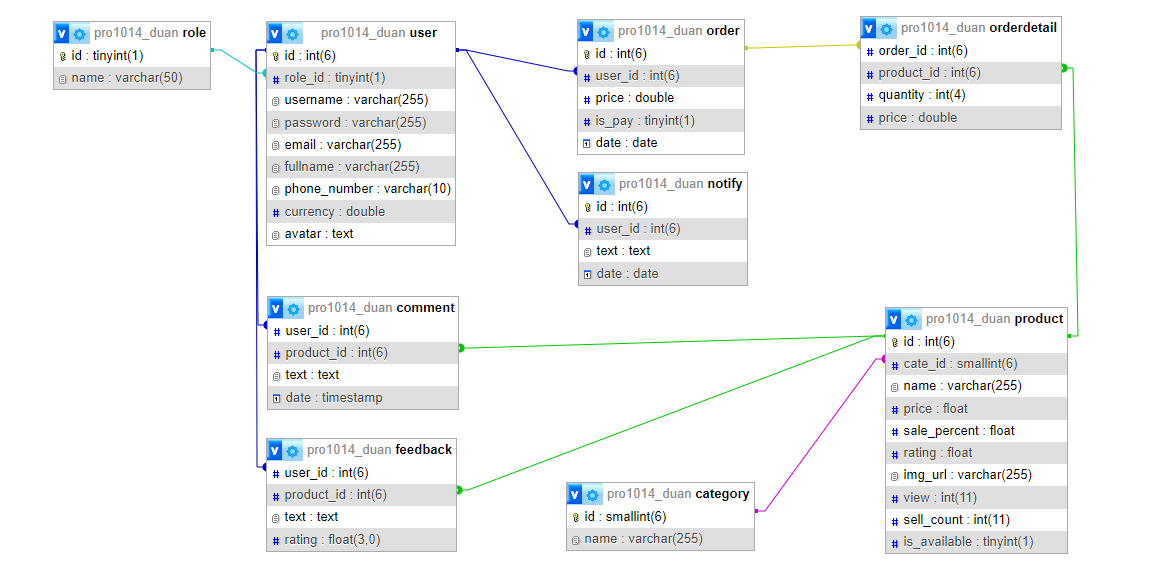 pro1014_duan role
id : tinyint(1)
name : varchar(50)
pro1014_duan user
id : int(6)
role_id : tinyint(1)
username : varchar(255)
password : varchar(255)
email : varchar(255)
fullname : varchar(255)
phone_number : varchar(10)
currency : double
avatar : text
pro1014_duan order
id : int(6)
user_id : int(6)
price : double
is_pay : tinyint(1)
date : date
pro1014_duan orderdetail
order_id : int(6)
product_id : int(6)
quantity : int(4)
price : double
pro1014_duan notify
id : int(6)
user_id : int(6)
text : text
date : date
pro1014_duan comment
user_id : int(6)
product_id : int(6)
text : text
date : timestamp
pro1014_duan product
id : int(6)
cate_id : smallint(6)
name : varchar(255)
price : float
sale_percent : float
rating : float
img_url : varchar(255)
view : int(11)
sell_count : int(11)
is_available : tinyint(1)
pro1014_duan feedback
user_id : int(6)
product_id : int(6)
text : text
rating : float(3,0)
pro1014_duan category
id : smallint(6)
name : varchar(255)